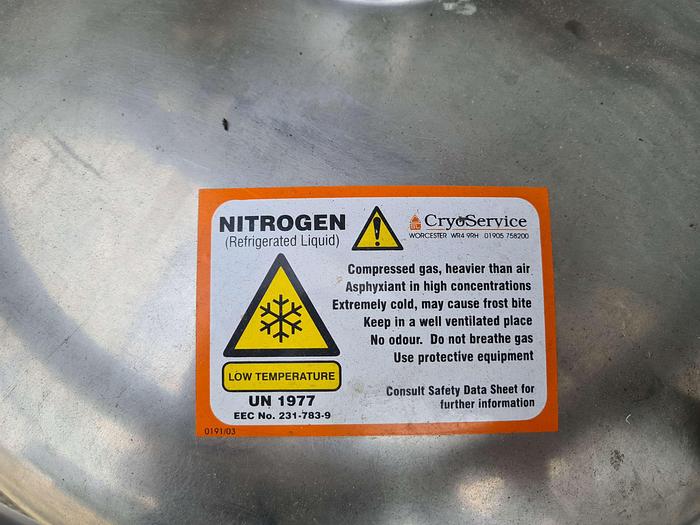 NITROGEN
(Refrigerated Liquid)
CryoService
WORCESTER WR4 9RH 01905 758200
Compressed gas, heavier than air
Asphyxiant in high concentrations
Extremely cold, may cause frost bite
Keep in a well ventilated place
No odour. Do not breathe gas
Use protective equipment
LOW TEMPERATURE
UN 1977
EEC No. 231-783-9
Consult Safety Data Sheet for
further information
0191/03